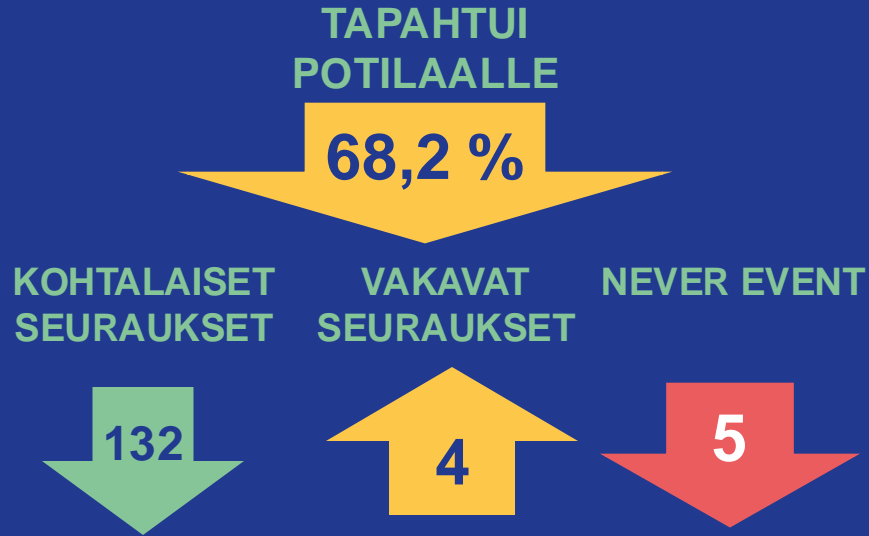 TAPAHTUI
POTILAALLE
68,2 %
KOHTALAISET
SEURAUKSET
VAKAVAT
SEURAUKSET
NEVER EVENT
132
4
5